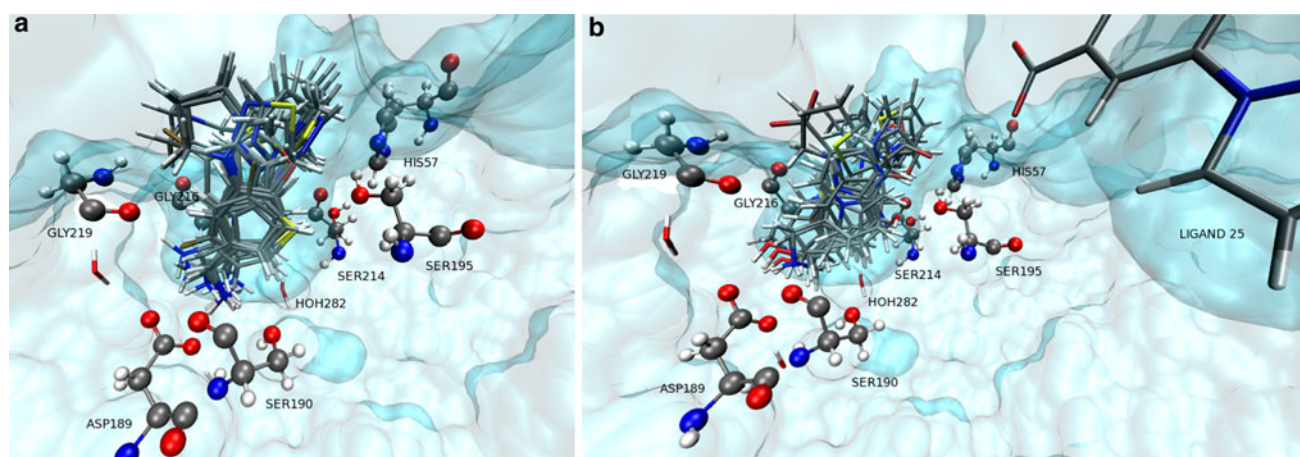 a
HIS57
GLY216
GLY219
SER214
SER195
HOH282
SER190
ASP189
b
HIS57
GLY219
GLY216
LIGAND 25
SER214
SER195
HOH282
SER190
ASP189